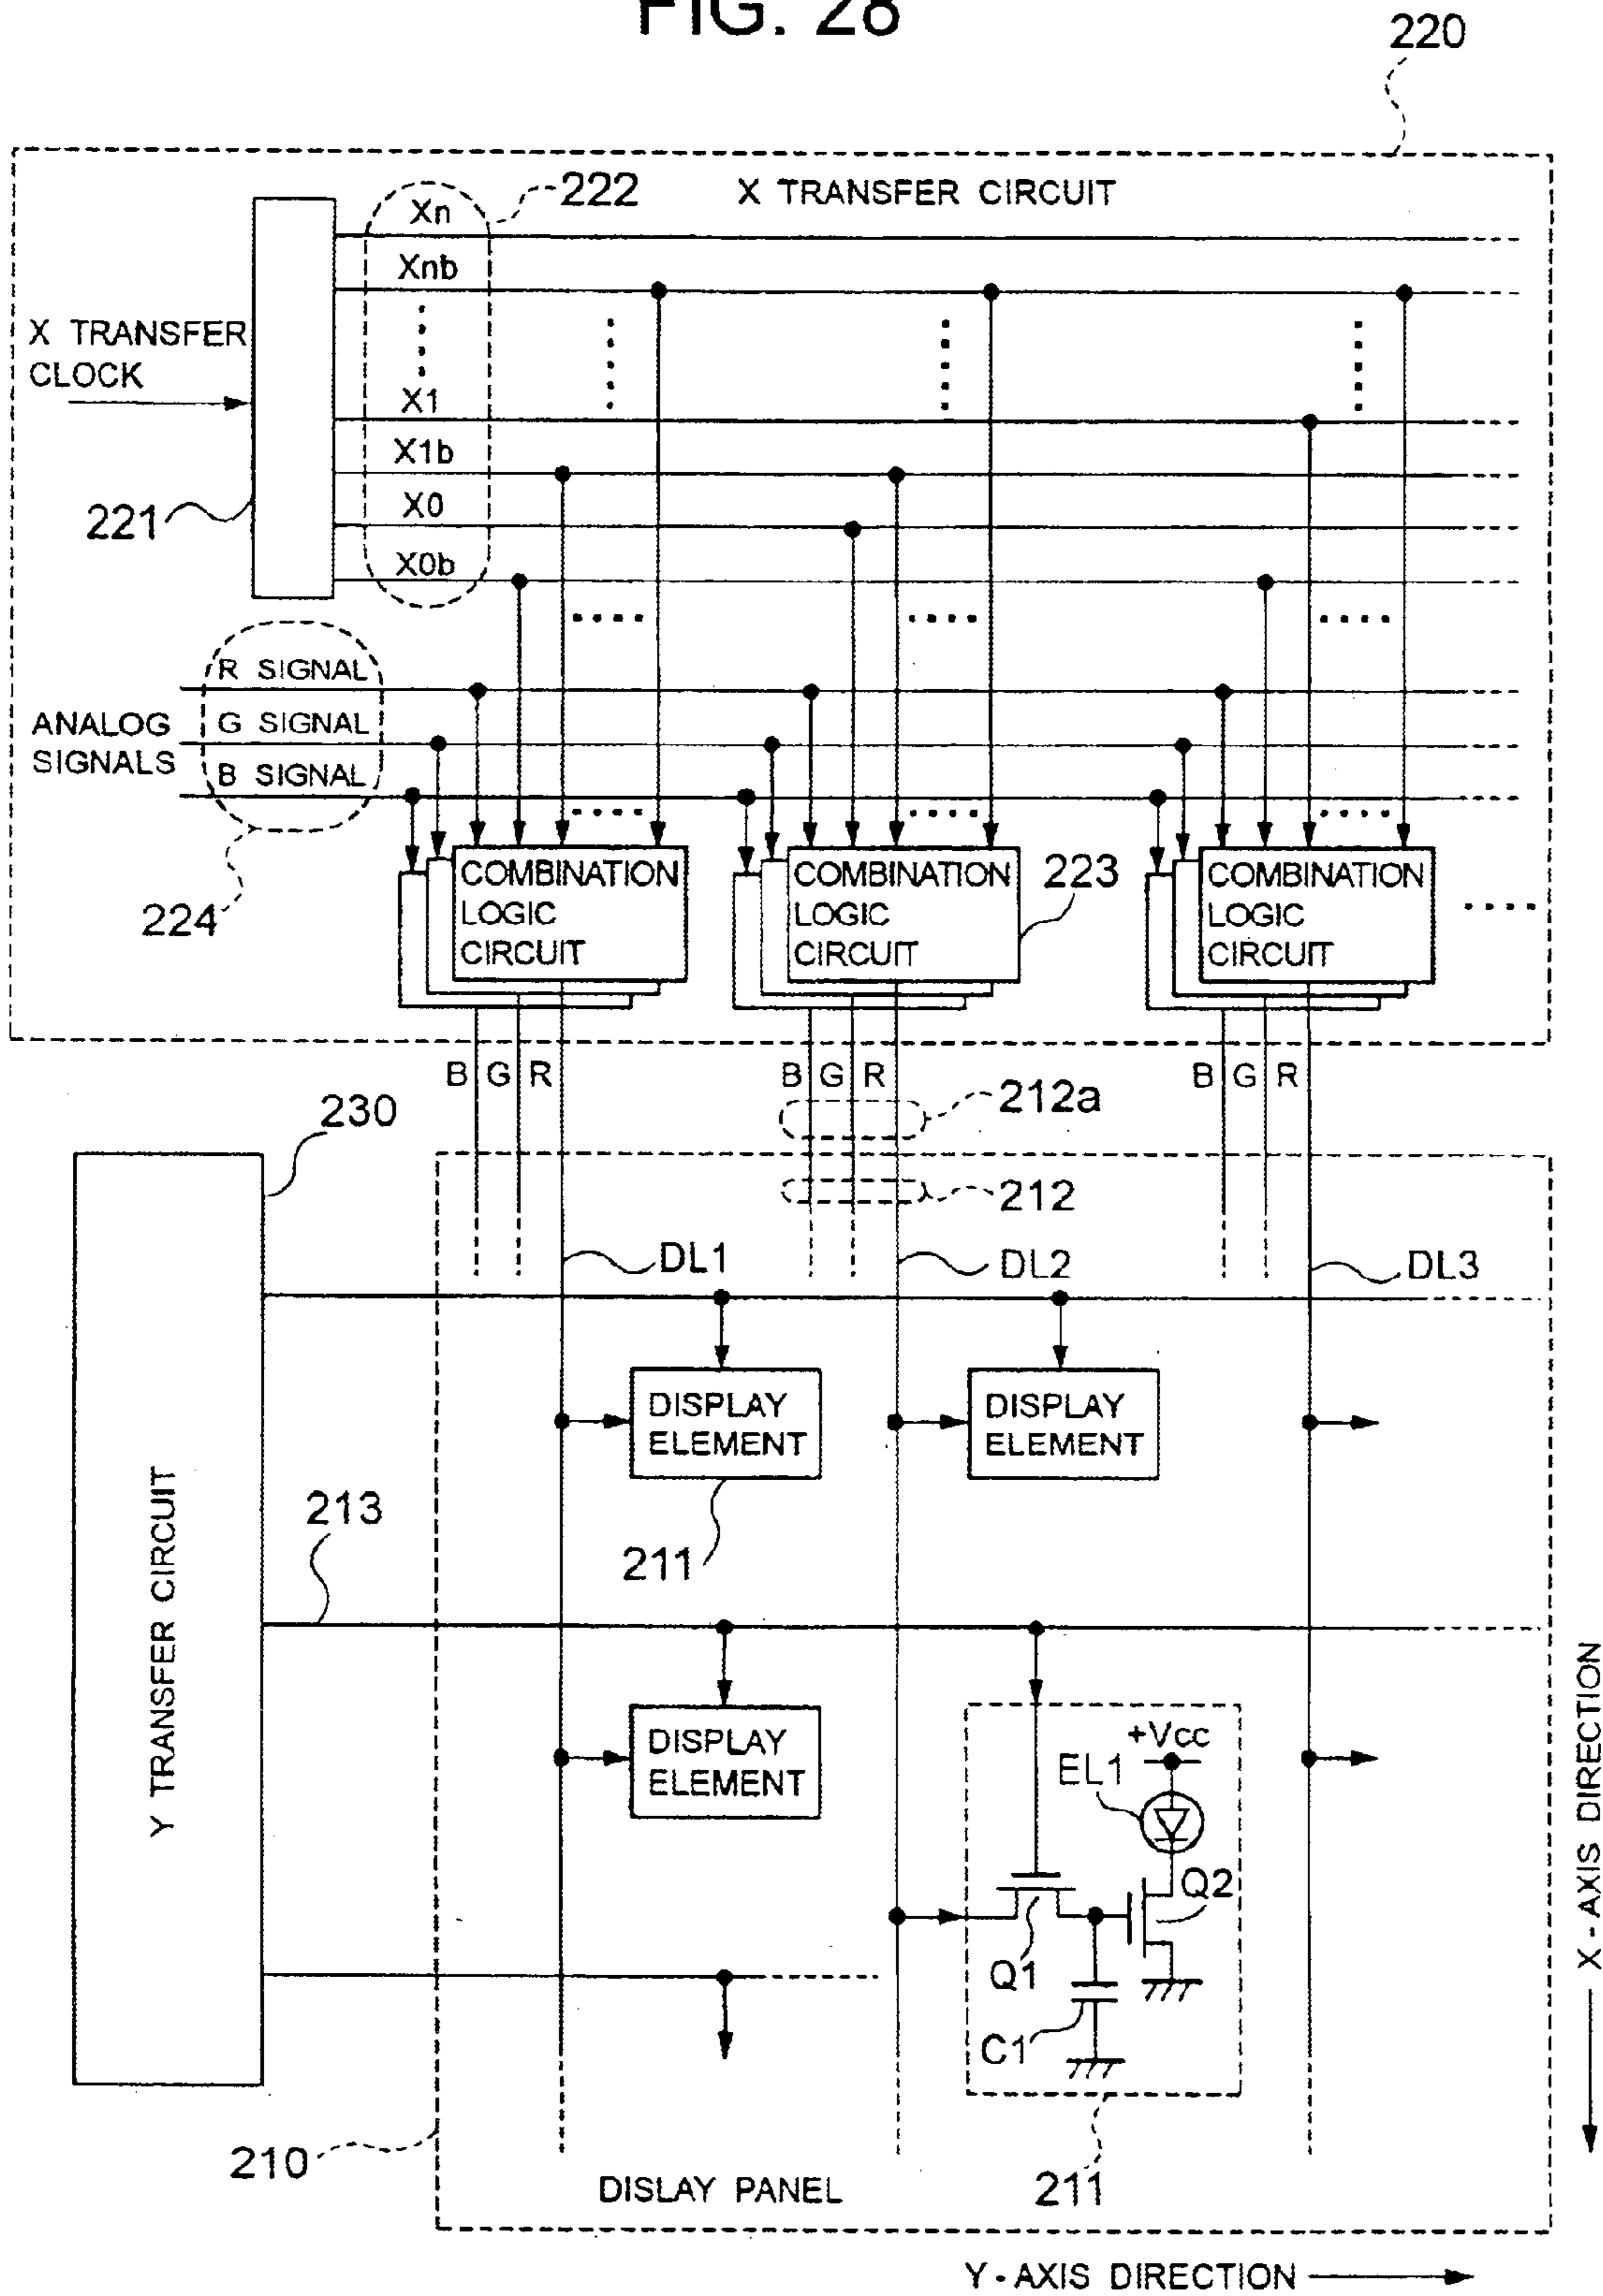 FIG. 28
220
X TRANSFER CIRCUIT
222
Xn
Xnb
X TRANSFER
CLOCK
X1
X1b
X0
X0b
221
R SIGNAL
G SIGNAL
B SIGNAL
ANALOG
SIGNALS
224
COMBINATION
LOGIC
CIRCUIT
COMBINATION
LOGIC
CIRCUIT
223
COMBINATION
LOGIC
CIRCUIT
B G R
B G R
B G R
212a
230
212
DL1
DL2
DL3
DISPLAY
ELEMENT
DISPLAY
ELEMENT
211
213
Y TRANSFER CIRCUIT
DISPLAY
ELEMENT
+Vcc
EL1
Q2
Q1
C1
211
X - AXIS DIRECTION
210
DISLAY PANEL
Y - AXIS DIRECTION